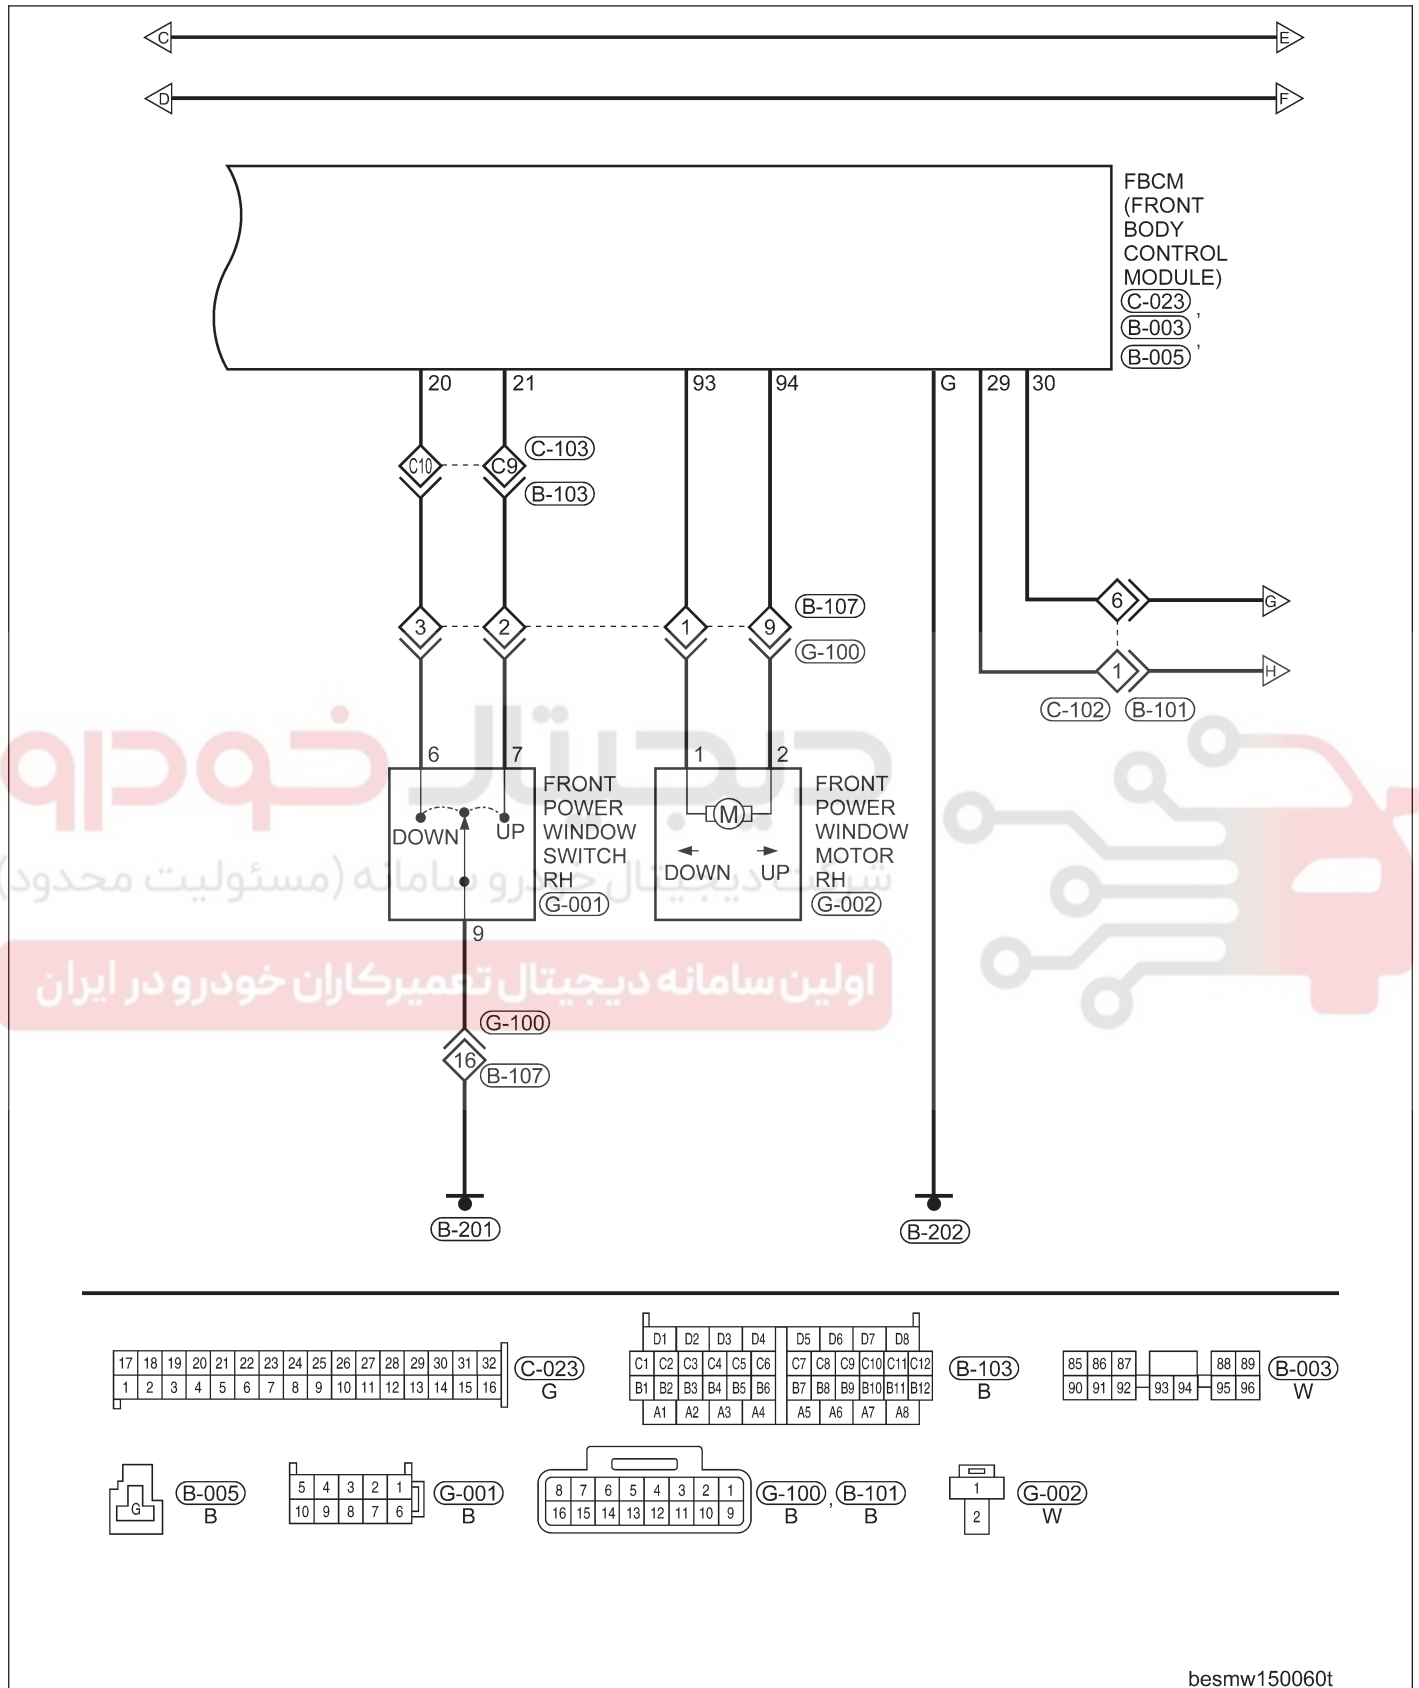 C E
D F
FBCM
(FRONT
BODY
CONTROL
MODULE)
C-023 ,
B-003 ,
B-005
20 21 93 94 G 29 30
C10 C9 C-103
B-103
6 G
3 2 1 9 B-107
G-100
1 H
C-102 B-101
6 7 1 2
دیجیتال خودرو
DOWN UP
FRONT
POWER
WINDOW
SWITCH
RH
G-001
M
DOWN UP
FRONT
POWER
WINDOW
MOTOR
RH
G-002
شرکت دیجیتال خودرو سامانه (مسئولیت محدود)
9
اولین سامانه دیجیتال تعمیرکاران خودرو در ایران
G-100
16
B-107
B-201
B-202
17 18 19 20 21 22 23 24 25 26 27 28 29 30 31 32
1 2 3 4 5 6 7 8 9 10 11 12 13 14 15 16
C-023
G
D1 D2 D3 D4 D5 D6 D7 D8
C1 C2 C3 C4 C5 C6 C7 C8 C9 C10 C11 C12
B1 B2 B3 B4 B5 B6 B7 B8 B9 B10 B11 B12
A1 A2 A3 A4 A5 A6 A7 A8
B-103
B
85 86 87 88 89
90 91 92 93 94 95 96
B-003
W
G
B-005
B
5 4 3 2 1
10 9 8 7 6
G-001
B
8 7 6 5 4 3 2 1
16 15 14 13 12 11 10 9
G-100 , B-101
B B
1
2
G-002
W
besmw150060t